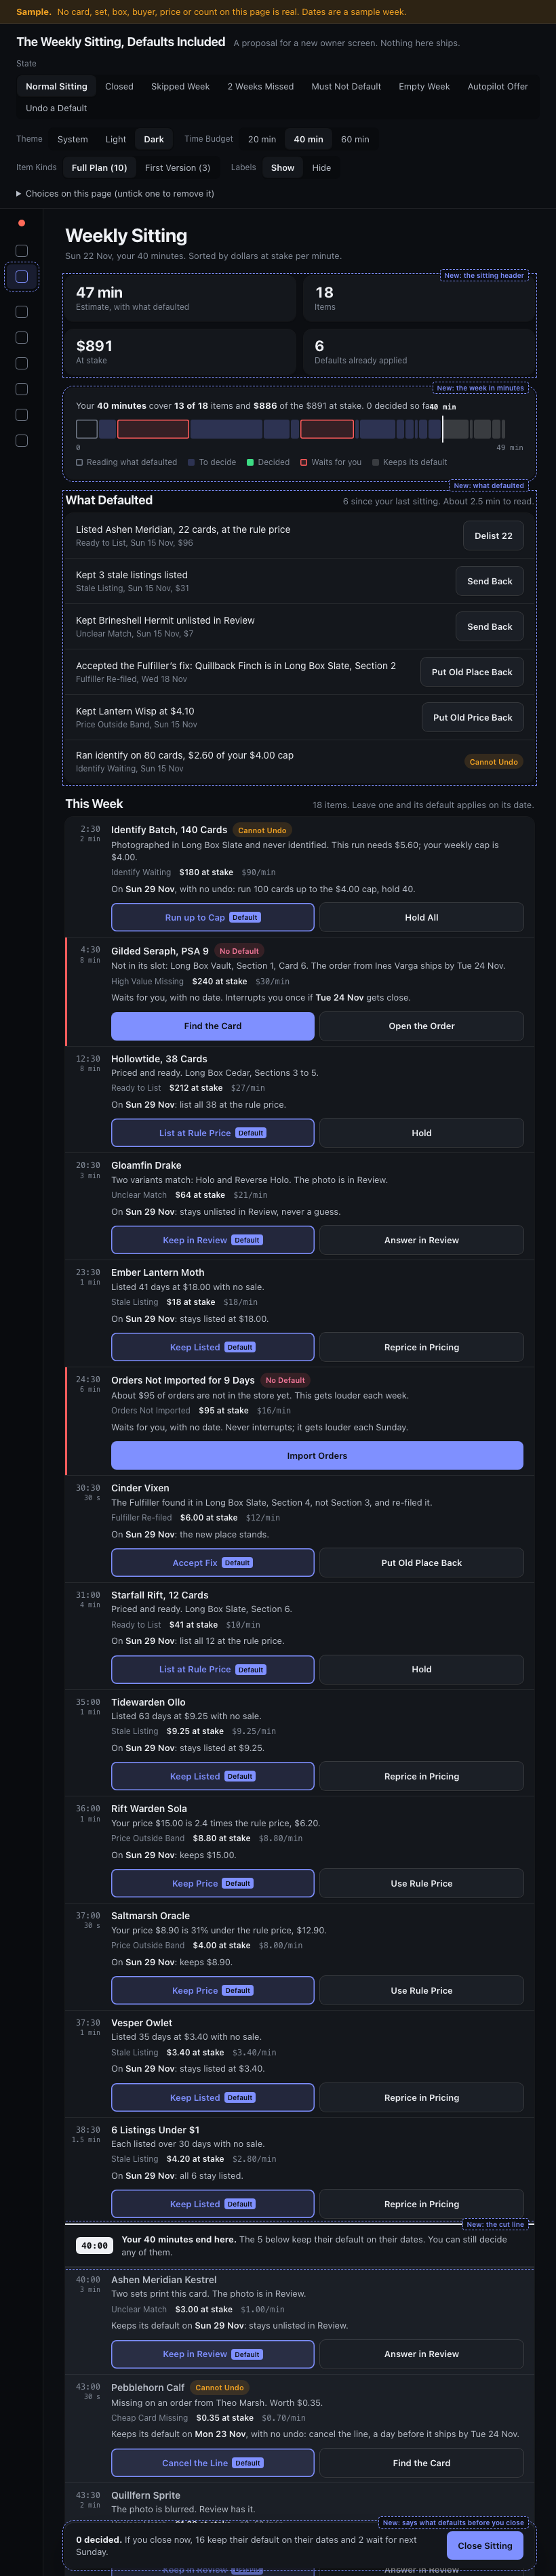 Sample. No card, set, box, buyer, price or count on this page is real. Dates are a sample week.
The Weekly Sitting, Defaults Included A proposal for a new owner screen. Nothing here ships.
State
Normal Sitting Closed Skipped Week 2 Weeks Missed Must Not Default Empty Week Autopilot Offer
Undo a Default
Theme System Light Dark Time Budget 20 min 40 min 60 min
Item Kinds Full Plan (10) First Version (3) Labels Show Hide
Choices on this page (untick one to remove it)
Weekly Sitting
Sun 22 Nov, your 40 minutes. Sorted by dollars at stake per minute.
New: the sitting header
47 min
Estimate, with what defaulted
18
Items
$891
At stake
6
Defaults already applied
New: the week in minutes
Your 40 minutes cover 13 of 18 items and $886 of the $891 at stake. 0 decided so
40 min
0 49 min
Reading what defaulted To decide Decided Waits for you Keeps its default
New: what defaulted
What Defaulted 6 since your last sitting. About 2.5 min to read.
Listed Ashen Meridian, 22 cards, at the rule price
Ready to List, Sun 15 Nov, $96
Delist 22
Kept 3 stale listings listed
Stale Listing, Sun 15 Nov, $31
Send Back
Kept Brineshell Hermit unlisted in Review
Unclear Match, Sun 15 Nov, $7
Send Back
Accepted the Fulfiller's fix: Quillback Finch is in Long Box Slate, Section 2
Fulfiller Re-filed, Wed 18 Nov
Put Old Place Back
Kept Lantern Wisp at $4.10
Price Outside Band, Sun 15 Nov
Put Old Price Back
Ran identify on 80 cards, $2.60 of your $4.00 cap
Identify Waiting, Sun 15 Nov
Cannot Undo
This Week 18 items. Leave one and its default applies on its date.
2:30
2 min
Identify Batch, 140 Cards Cannot Undo
Photographed in Long Box Slate and never identified. This run needs $5.60; your weekly cap is
$4.00.
Identify Waiting $180 at stake $90/min
On Sun 29 Nov, with no undo: run 100 cards up to the $4.00 cap, hold 40.
Run up to Cap Default Hold All
4:30
8 min
Gilded Seraph, PSA 9 No Default
Not in its slot: Long Box Vault, Section 1, Card 6. The order from Ines Varga ships by Tue 24 Nov.
High Value Missing $240 at stake $30/min
Waits for you, with no date. Interrupts you once if Tue 24 Nov gets close.
Find the Card Open the Order
12:30
8 min
Hollowtide, 38 Cards
Priced and ready. Long Box Cedar, Sections 3 to 5.
Ready to List $212 at stake $27/min
On Sun 29 Nov: list all 38 at the rule price.
List at Rule Price Default Hold
20:30
3 min
Gloamfin Drake
Two variants match: Holo and Reverse Holo. The photo is in Review.
Unclear Match $64 at stake $21/min
On Sun 29 Nov: stays unlisted in Review, never a guess.
Keep in Review Default Answer in Review
23:30
1 min
Ember Lantern Moth
Listed 41 days at $18.00 with no sale.
Stale Listing $18 at stake $18/min
On Sun 29 Nov: stays listed at $18.00.
Keep Listed Default Reprice in Pricing
24:30
6 min
Orders Not Imported for 9 Days No Default
About $95 of orders are not in the store yet. This gets louder each week.
Orders Not Imported $95 at stake $16/min
Waits for you, with no date. Never interrupts; it gets louder each Sunday.
Import Orders
30:30
30 s
Cinder Vixen
The Fulfiller found it in Long Box Slate, Section 4, not Section 3, and re-filed it.
Fulfiller Re-filed $6.00 at stake $12/min
On Sun 29 Nov: the new place stands.
Accept Fix Default Put Old Place Back
31:00
4 min
Starfall Rift, 12 Cards
Priced and ready. Long Box Slate, Section 6.
Ready to List $41 at stake $10/min
On Sun 29 Nov: list all 12 at the rule price.
List at Rule Price Default Hold
35:00
1 min
Tidewarden Ollo
Listed 63 days at $9.25 with no sale.
Stale Listing $9.25 at stake $9.25/min
On Sun 29 Nov: stays listed at $9.25.
Keep Listed Default Reprice in Pricing
36:00
1 min
Rift Warden Sola
Your price $15.00 is 2.4 times the rule price, $6.20.
Price Outside Band $8.80 at stake $8.80/min
On Sun 29 Nov: keeps $15.00.
Keep Price Default Use Rule Price
37:00
30 s
Saltmarsh Oracle
Your price $8.90 is 31% under the rule price, $12.90.
Price Outside Band $4.00 at stake $8.00/min
On Sun 29 Nov: keeps $8.90.
Keep Price Default Use Rule Price
37:30
1 min
Vesper Owlet
Listed 35 days at $3.40 with no sale.
Stale Listing $3.40 at stake $3.40/min
On Sun 29 Nov: stays listed at $3.40.
Keep Listed Default Reprice in Pricing
38:30
1.5 min
6 Listings Under $1
Each listed over 30 days with no sale.
Stale Listing $4.20 at stake $2.80/min
On Sun 29 Nov: all 6 stay listed.
Keep Listed Default Reprice in Pricing
New: the cut line
40:00
Your 40 minutes end here. The 5 below keep their default on their dates. You can still decide
any of them.
40:00
3 min
Ashen Meridian Kestrel
Two sets print this card. The photo is in Review.
Unclear Match $3.00 at stake $1.00/min
Keeps its default on Sun 29 Nov: stays unlisted in Review.
Keep in Review Default Answer in Review
43:00
30 s
Pebblehorn Calf Cannot Undo
Missing on an order from Theo Marsh. Worth $0.35.
Cheap Card Missing $0.35 at stake $0.70/min
Keeps its default on Mon 23 Nov, with no undo: cancel the line, a day before it ships by Tue 24 Nov.
Cancel the Line Default Find the Card
43:30
2 min
Quillfern Sprite
The photo is blurred. Review has it.
New: says what defaults before you close
0 decided. If you close now, 16 keep their default on their dates and 2 wait for next
Sunday.
Close Sitting